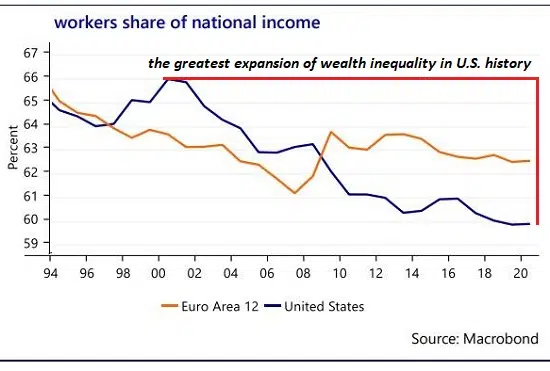 workers share of national income
the greatest expansion of wealth inequality in U.S. history
67
66
65
64
63
62
61
60
59
Percent
94 96 98 00 02 04 06 08 10 12 14 16 18 20
Euro Area 12 United States
Source: Macrobond